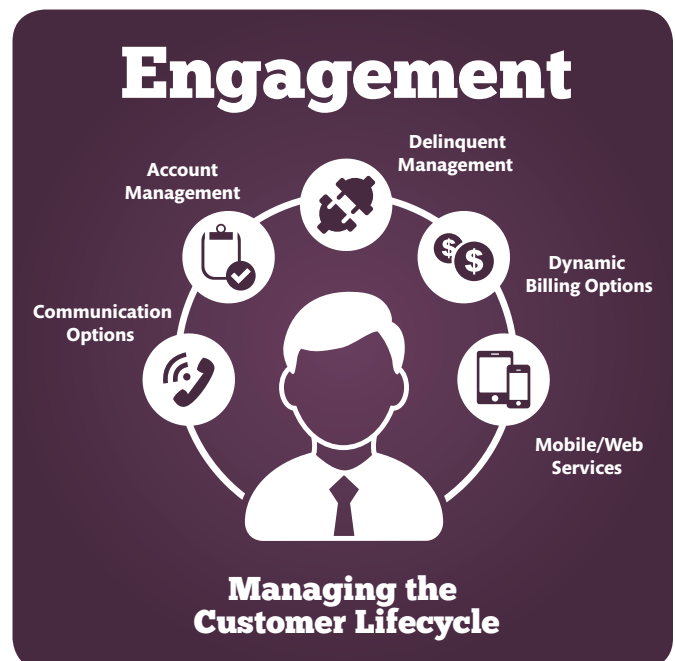 Engagement
Delinquent
Management
Account
Management
Dynamic
Billing Options
Communication
Options
Mobile/Web
Services
Managing the
Customer Lifecycle